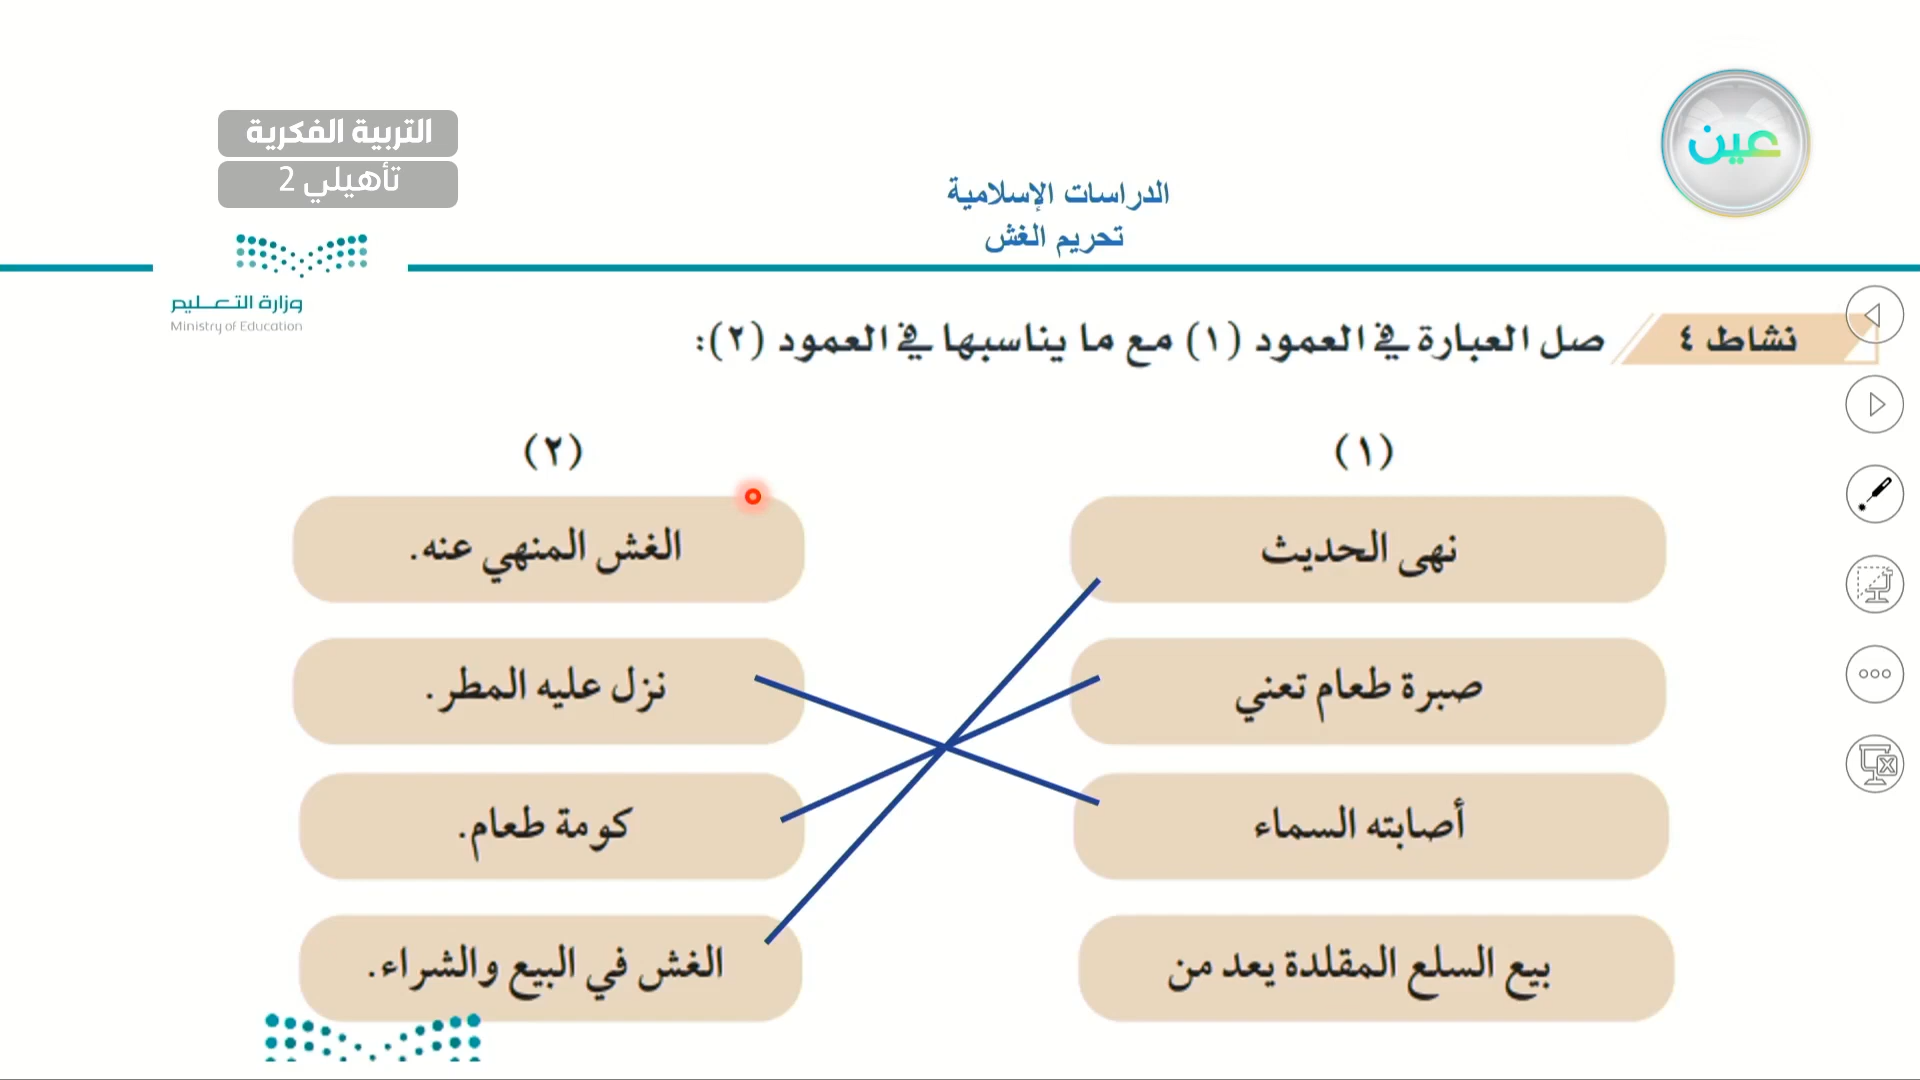 عين
التربية الفكرية
تأهيلي 2
الدراسات الإسلامية
تحريم الغش
وزارة التعليم
Ministry of Education
نشاط ٤
صل العبارة في العمود (١) مع ما يناسبها في العمود (٢):
(١)
(٢)
نهى الحديث
الغش المنهي عنه.
صبرة طعام تعني
نزل عليه المطر.
أصابته السماء
كومة طعام.
بيع السلع المقلدة يعد من
الغش في البيع والشراء.